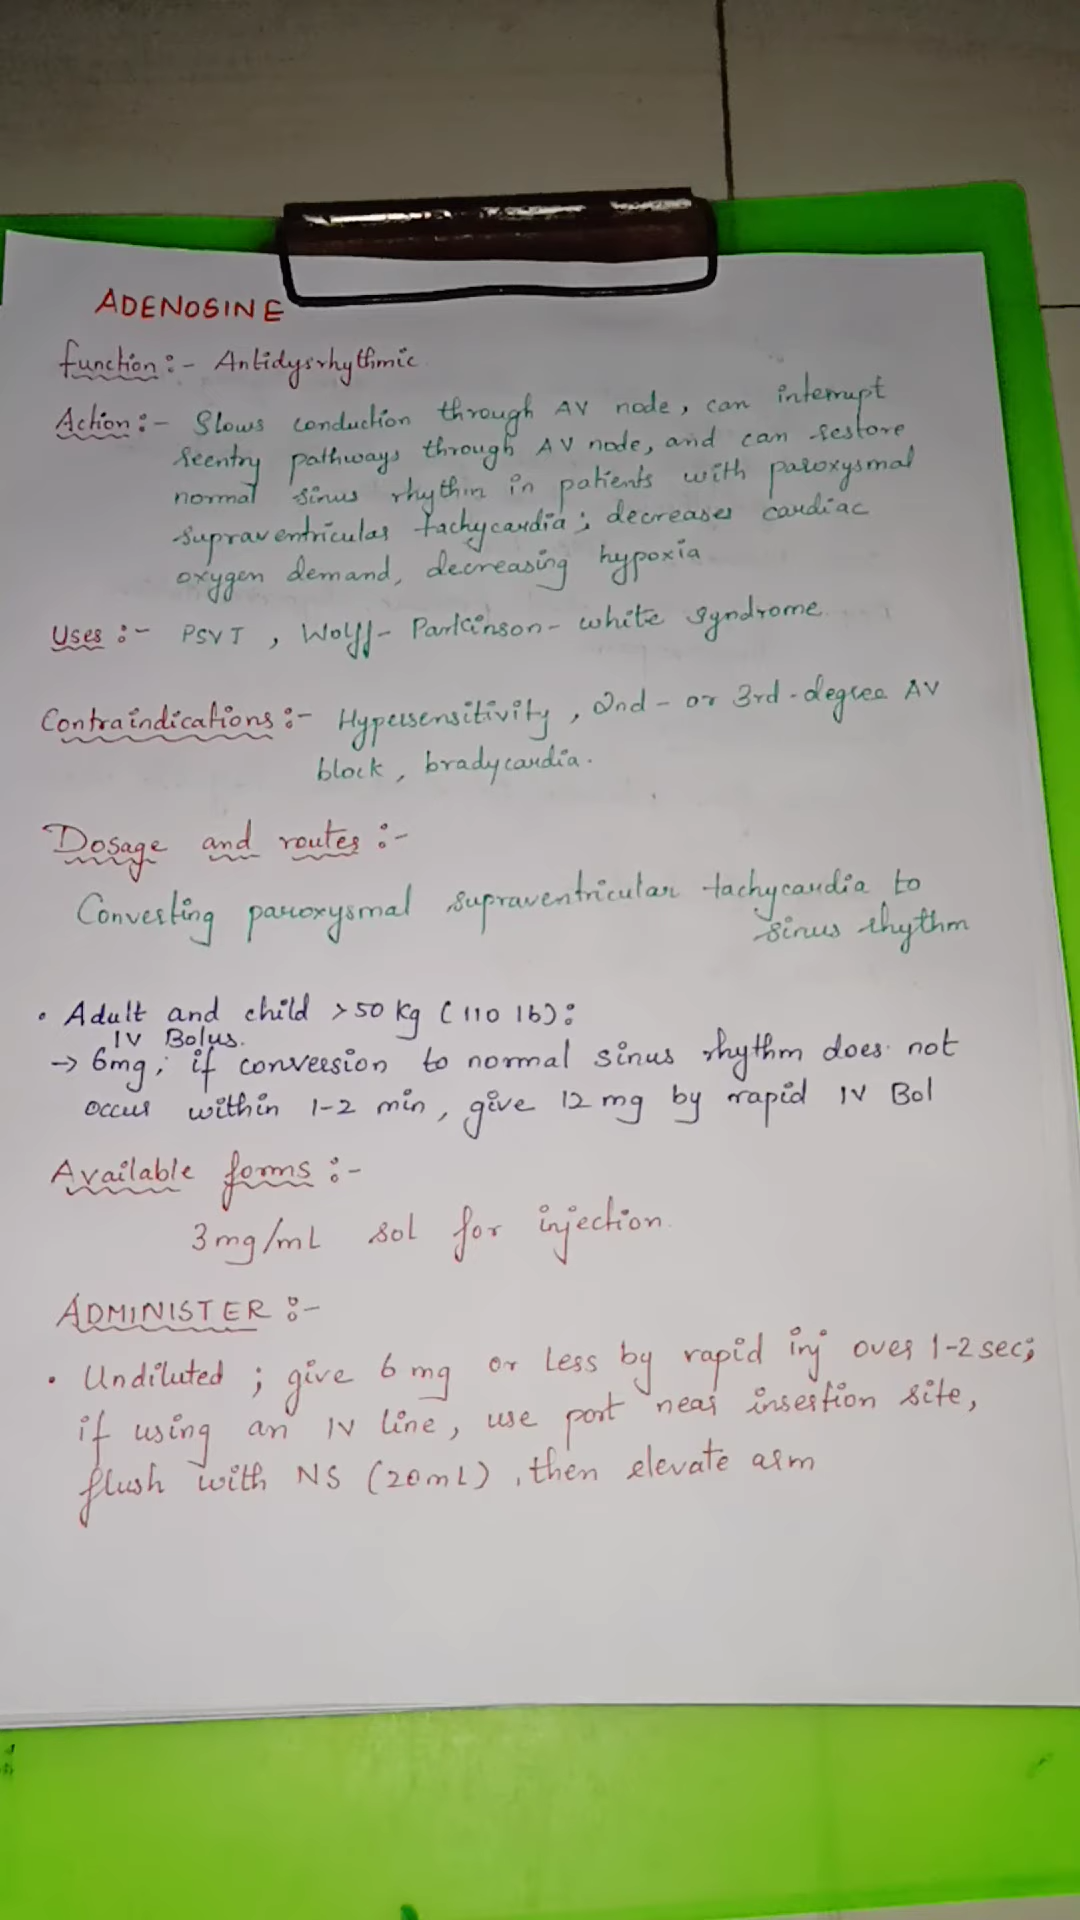 ADENOSINE
Function :- Antidysrhythmic
Action :- Slows conduction through AV node, can interrupt
reentry pathways through AV node, and can restore
normal sinus rhythm in patients with paroxysmal
supraventricular tachycardia; decreases cardiac
oxygen demand, decreasing hypoxia
Uses :- PSVT, Wolff-Parkinson-white syndrome
Contraindications :- Hypersensitivity, 2nd- or 3rd-degree AV
block, bradycardia.
Dosage and routes :-
Converting paroxysmal supraventricular tachycardia to
sinus rhythm
• Adult and child >50 kg (110 lb):
IV Bolus.
→ 6mg; if conversion to normal sinus rhythm does not
occur within 1-2 min, give 12 mg by rapid IV Bol
Available forms :-
3mg/mL sol for injection
ADMINISTER :-
• Undiluted; give 6 mg or less by rapid inj over 1-2 sec;
if using an IV line, use port near insertion site,
flush with NS (20mL), then elevate arm